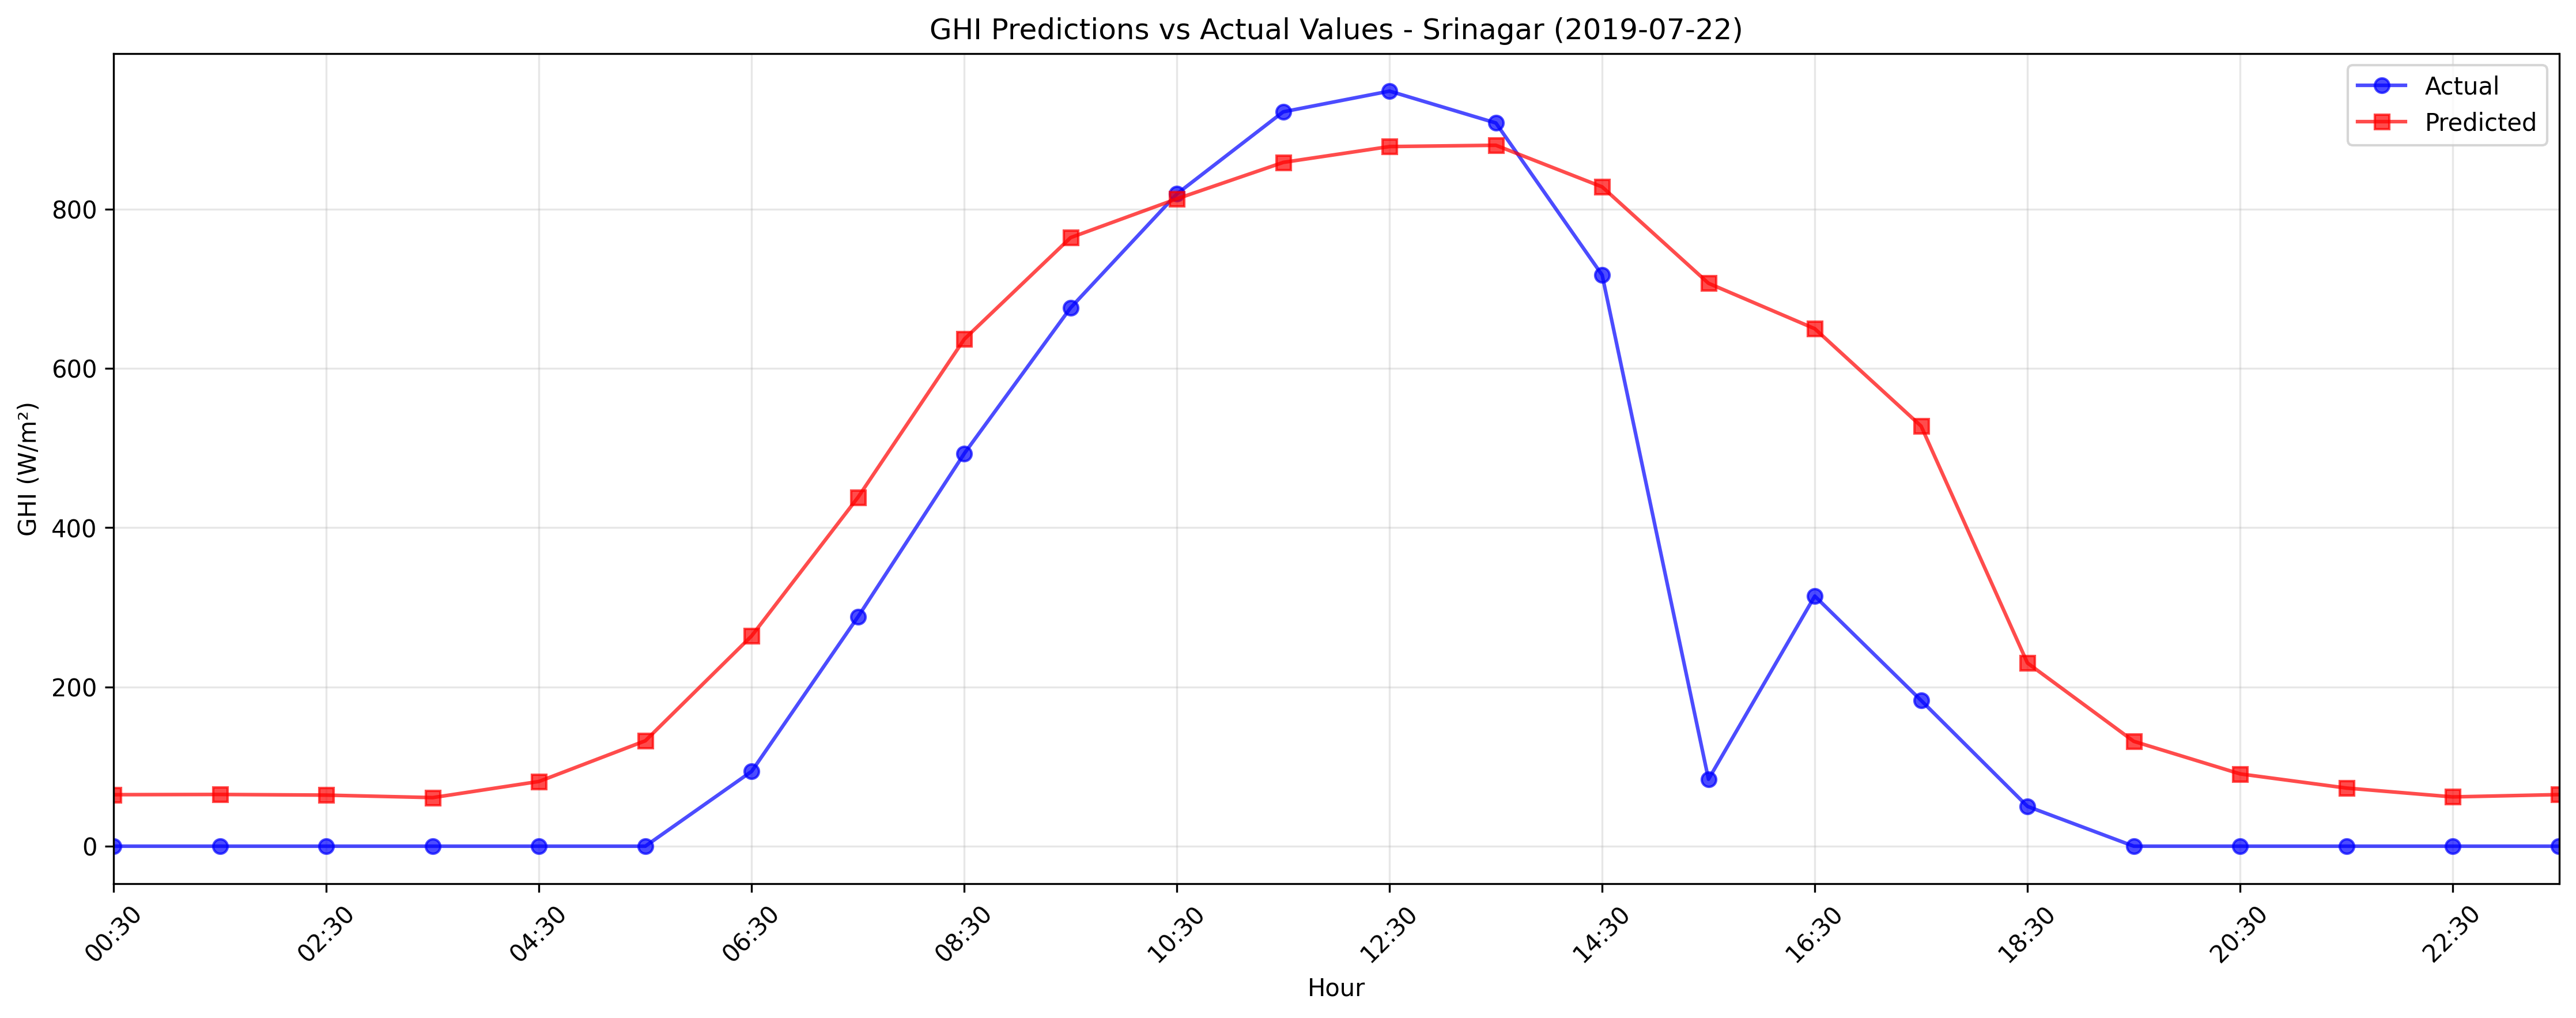 GHI Predictions vs Actual Values - Srinagar (2019-07-22)
Actual
Predicted
GHI (W/m²)
800
600
400
200
0
00:30 02:30 04:30 06:30 08:30 10:30 12:30 14:30 16:30 18:30 20:30 22:30
Hour